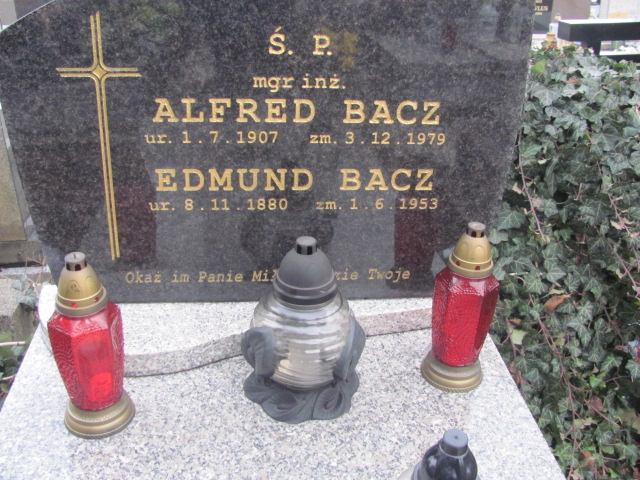 Ś. P.
mgr inż.
ALFRED BACZ
ur. 1.7.1907 zm. 3.12.1979
EDMUND BACZ
ur. 8.11.1880 zm. 1.6.1953
Okaż im Panie Twoje